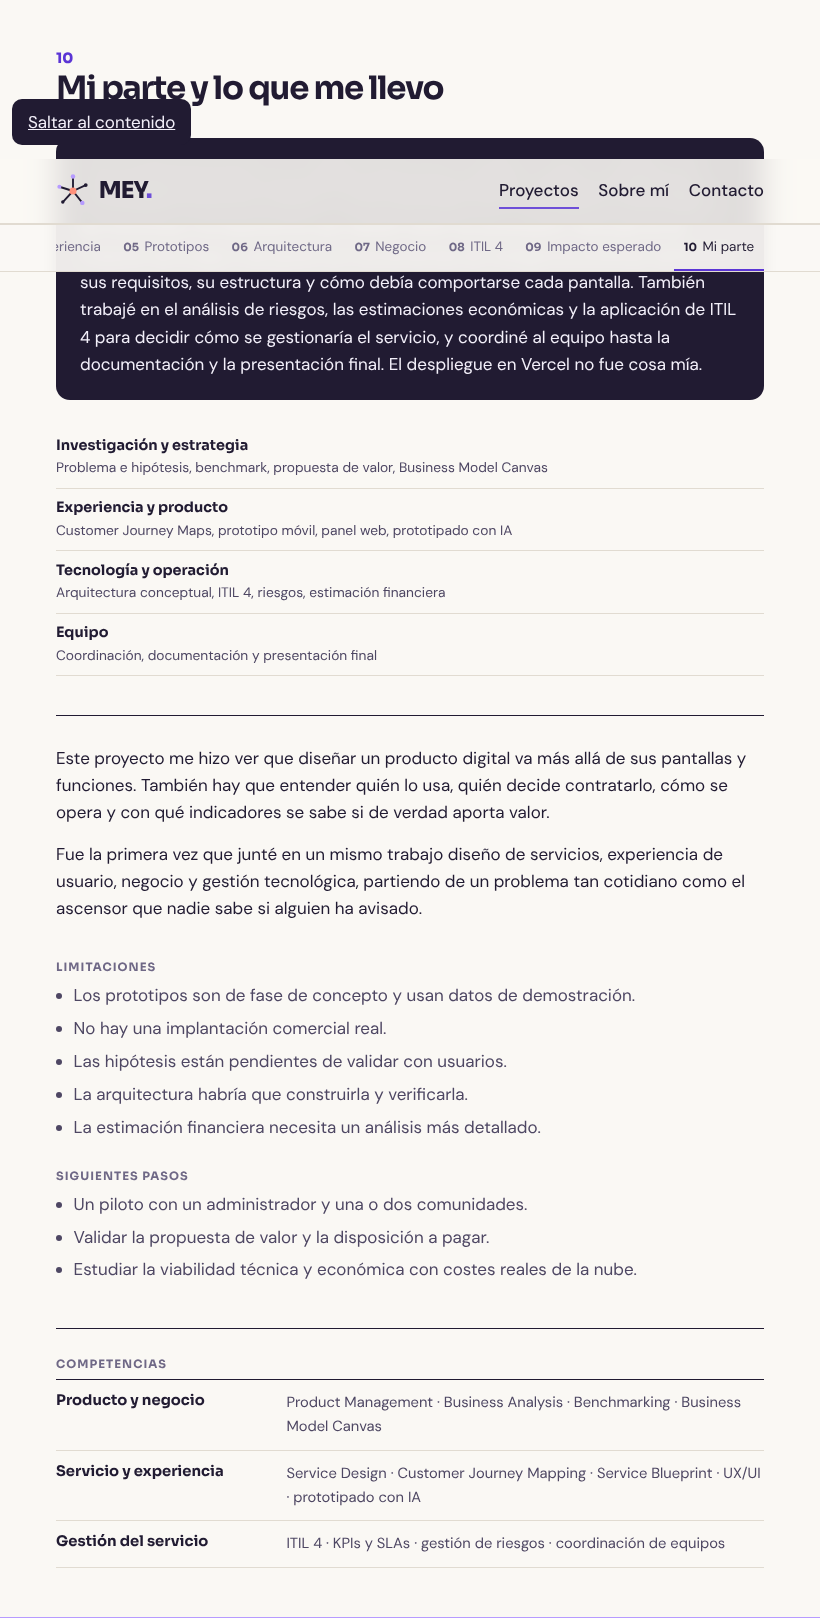 10
Mi parte y lo que me llevo
Saltar al contenido
MEY.
Proyectos Sobre mí Contacto
eriencia 05 Prototipos 06 Arquitectura 07 Negocio 08 ITIL 4 09 Impacto esperado 10 Mi parte
sus requisitos, su estructura y cómo debía comportarse cada pantalla. También
trabajé en el análisis de riesgos, las estimaciones económicas y la aplicación de ITIL
4 para decidir cómo se gestionaría el servicio, y coordiné al equipo hasta la
documentación y la presentación final. El despliegue en Vercel no fue cosa mía.
Investigación y estrategia
Problema e hipótesis, benchmark, propuesta de valor, Business Model Canvas
Experiencia y producto
Customer Journey Maps, prototipo móvil, panel web, prototipado con IA
Tecnología y operación
Arquitectura conceptual, ITIL 4, riesgos, estimación financiera
Equipo
Coordinación, documentación y presentación final
Este proyecto me hizo ver que diseñar un producto digital va más allá de sus pantallas y
funciones. También hay que entender quién lo usa, quién decide contratarlo, cómo se
opera y con qué indicadores se sabe si de verdad aporta valor.
Fue la primera vez que junté en un mismo trabajo diseño de servicios, experiencia de
usuario, negocio y gestión tecnológica, partiendo de un problema tan cotidiano como el
ascensor que nadie sabe si alguien ha avisado.
LIMITACIONES
• Los prototipos son de fase de concepto y usan datos de demostración.
• No hay una implantación comercial real.
• Las hipótesis están pendientes de validar con usuarios.
• La arquitectura habría que construirla y verificarla.
• La estimación financiera necesita un análisis más detallado.
SIGUIENTES PASOS
• Un piloto con un administrador y una o dos comunidades.
• Validar la propuesta de valor y la disposición a pagar.
• Estudiar la viabilidad técnica y económica con costes reales de la nube.
COMPETENCIAS
Producto y negocio
Product Management · Business Analysis · Benchmarking · Business
Model Canvas
Servicio y experiencia
Service Design · Customer Journey Mapping · Service Blueprint · UX/UI
· prototipado con IA
Gestión del servicio
ITIL 4 · KPIs y SLAs · gestión de riesgos · coordinación de equipos